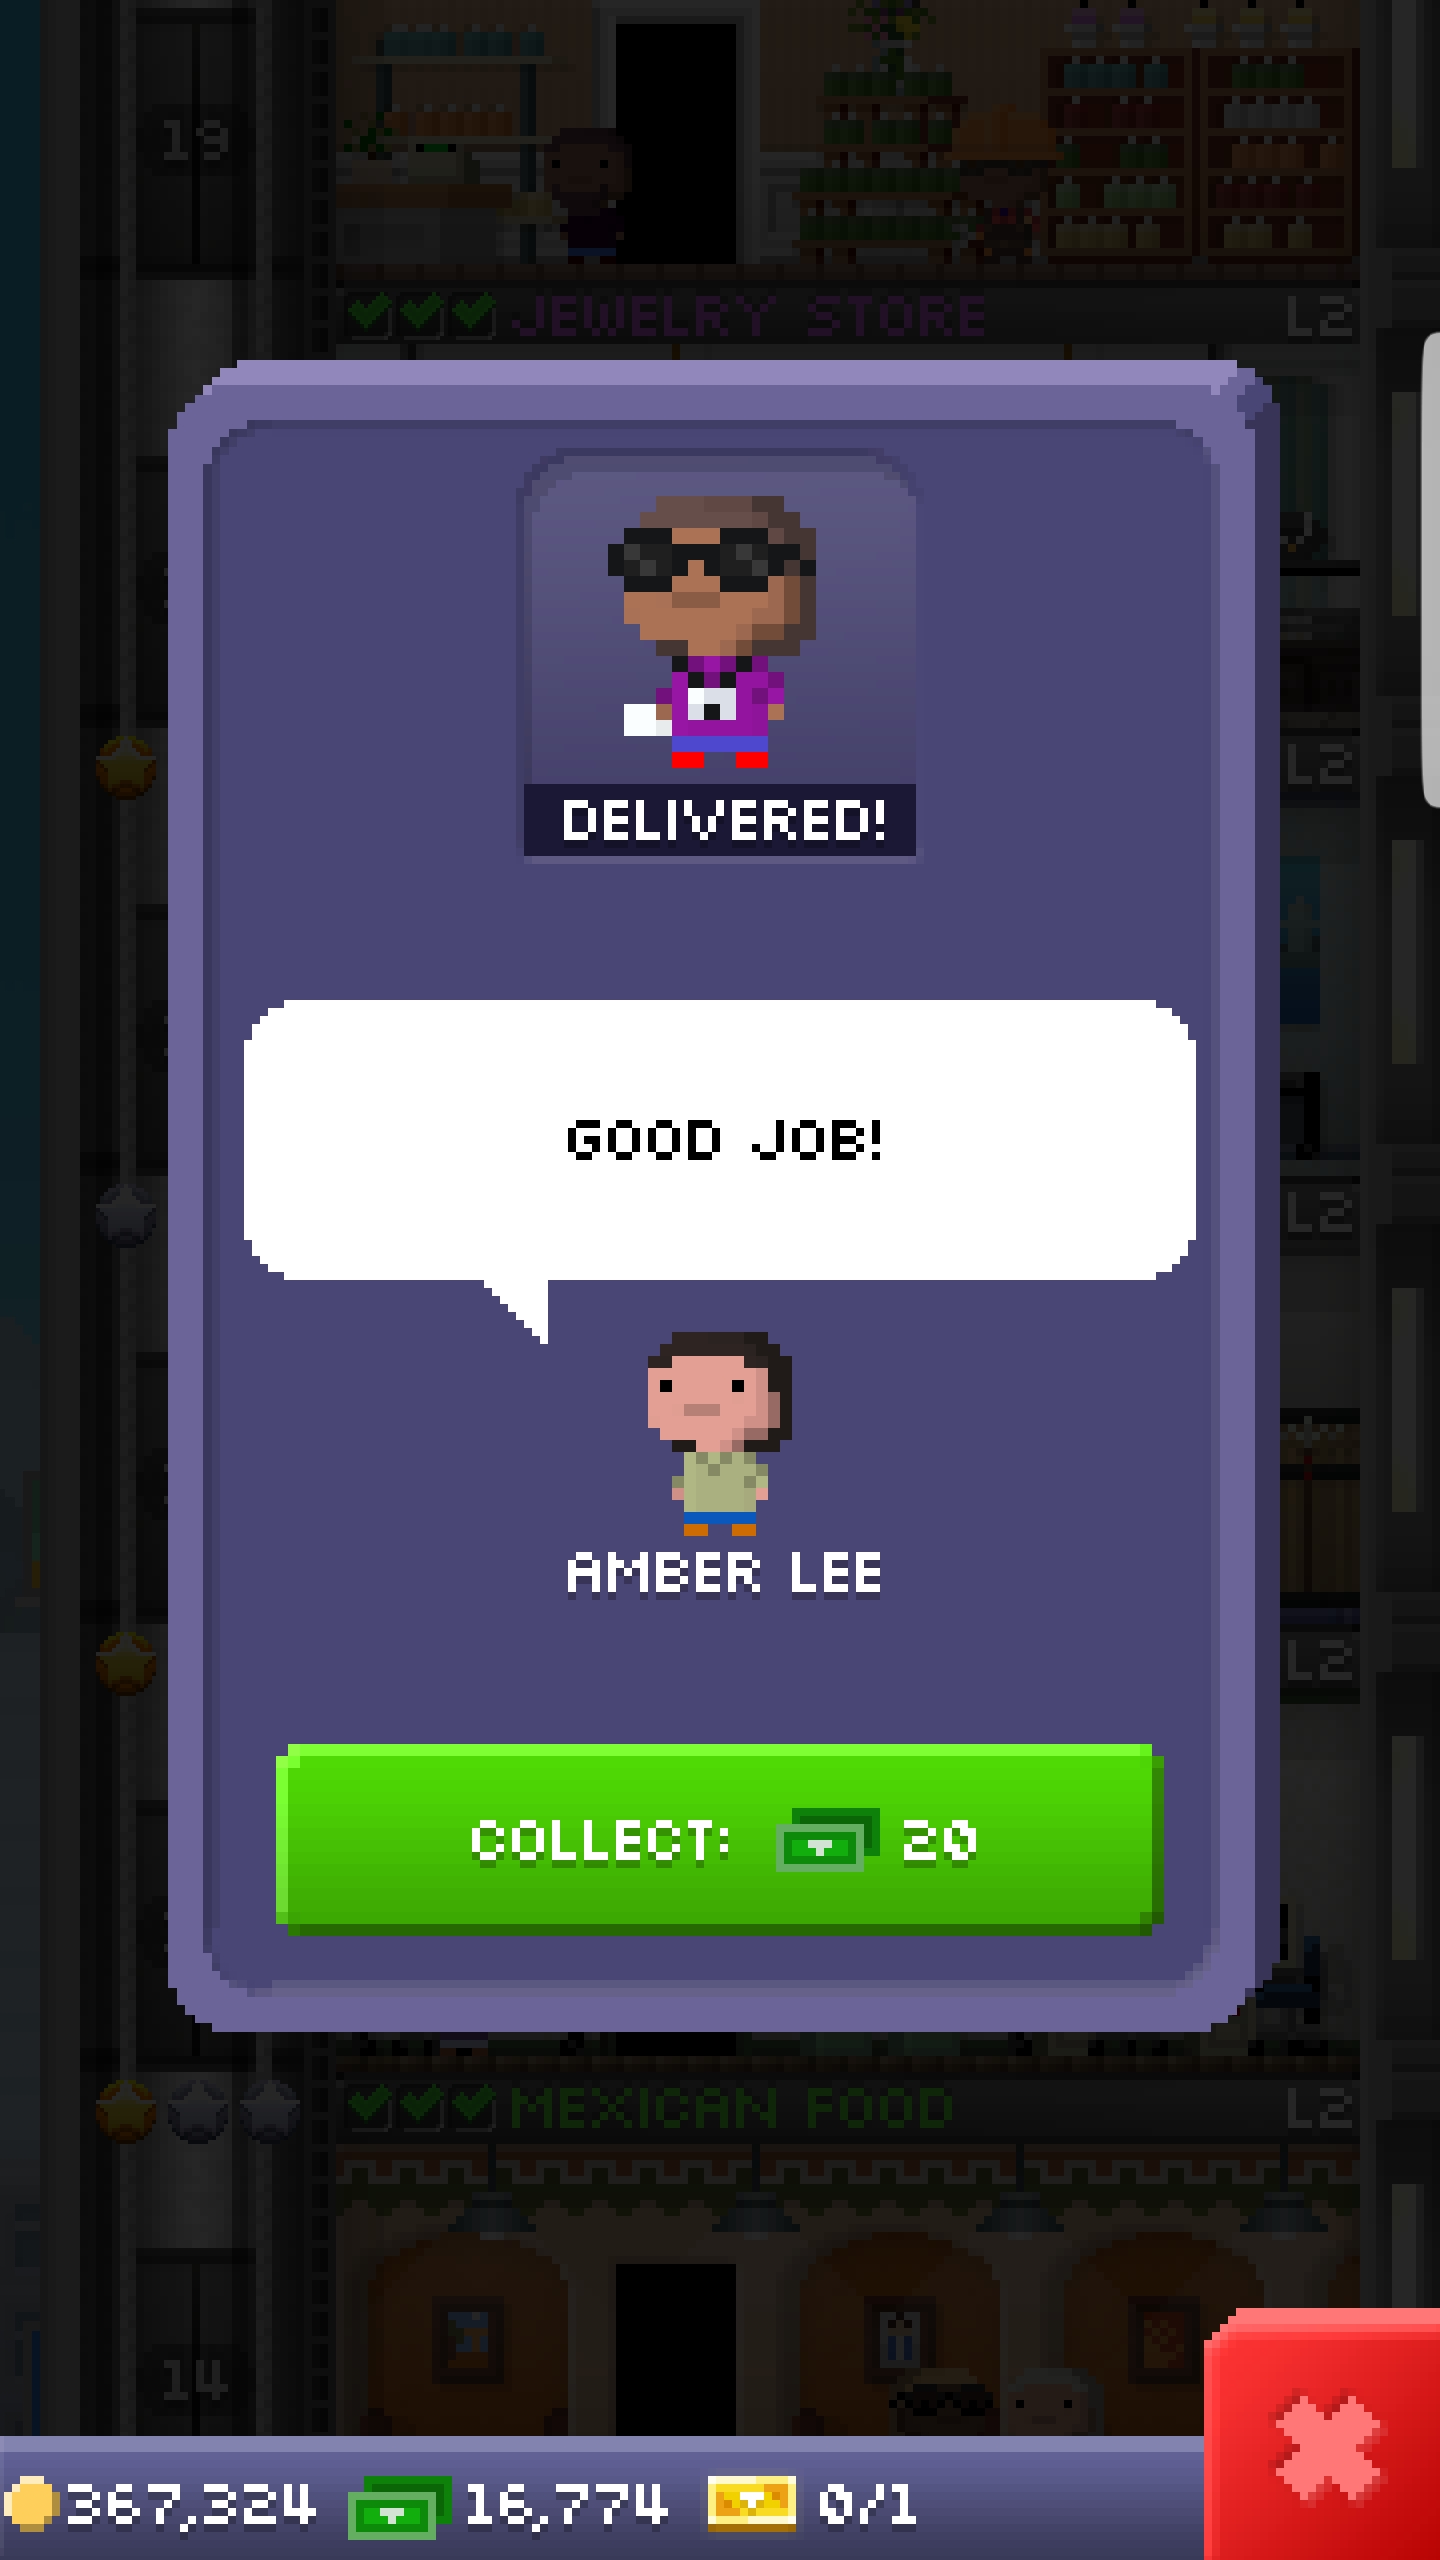 19
JEWELRY STORE L2
DELIVERED!
L2
GOOD JOB!
L2
AMBER LEE
L2
COLLECT: 20
MEXICAN FOOD L2
14
367,324 16,774 0/1